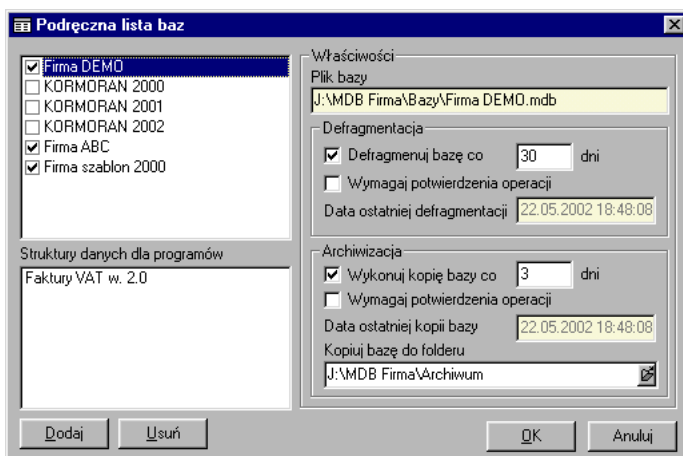 Podręczna lista baz
Firma DEMO
KORMORAN 2000
KORMORAN 2001
KORMORAN 2002
Firma ABC
Firma szablon 2000
Struktury danych dla programów
Faktury VAT w. 2.0
Dodaj
Usuń
Właściwości
Plik bazy
J:\MDB Firma\Bazy\Firma DEMO.mdb
Defragmentacja
Defragmenuj bazę co 30 dni
Wymagaj potwierdzenia operacji
Data ostatniej defragmentacji 22.05.2002 18:48:08
Archiwizacja
Wykonuj kopię bazy co 3 dni
Wymagaj potwierdzenia operacji
Data ostatniej kopii bazy 22.05.2002 18:48:08
Kopiuj bazę do folderu
J:\MDB Firma\Archiwum
OK
Anuluj